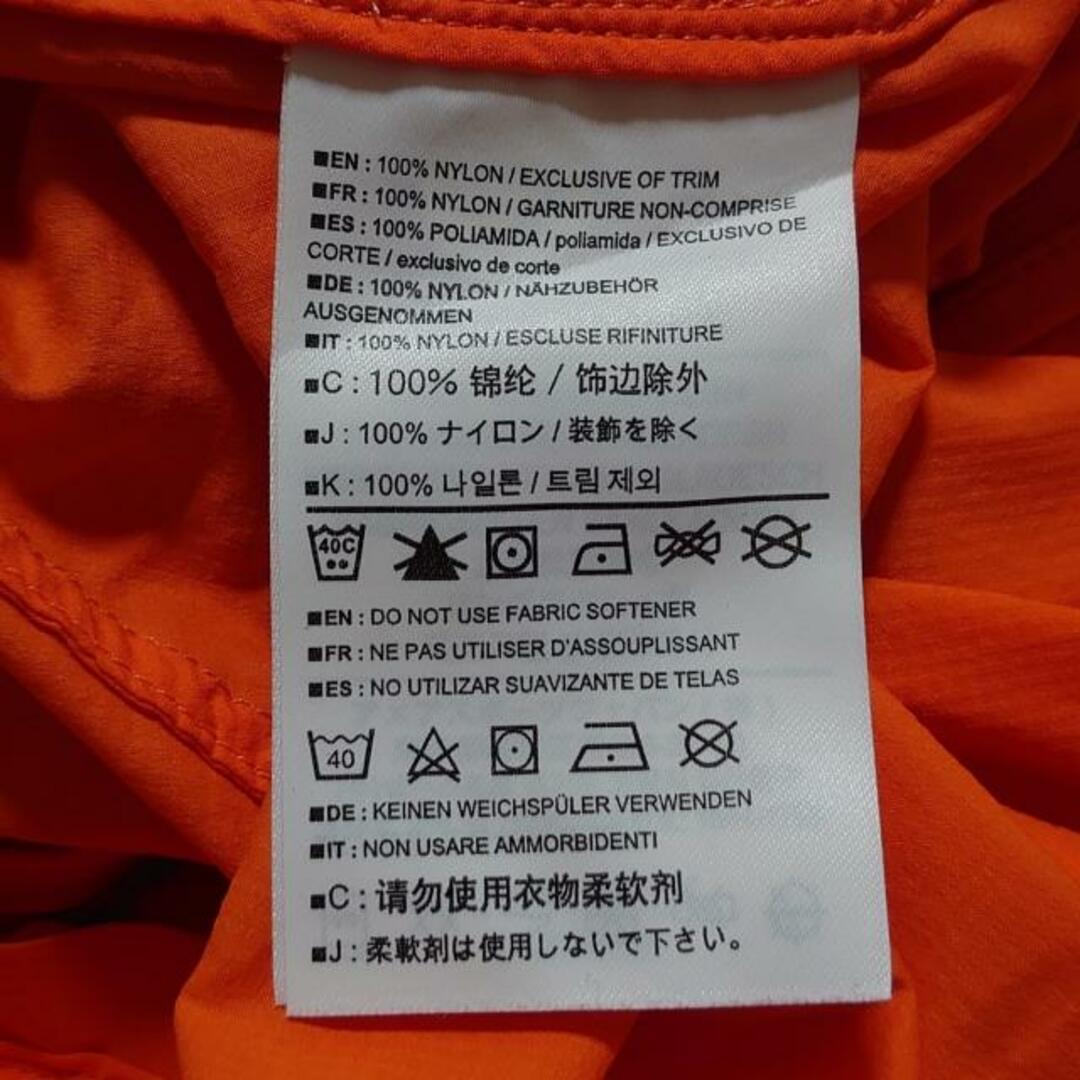 ■EN : 100% NYLON / EXCLUSIVE OF TRIM
■FR : 100% NYLON / GARNITURE NON-COMPRISE
■ES : 100% POLIAMIDA / poliamida / EXCLUSIVO DE
CORTE / exclusivo de corte
■DE : 100% NYLON / NÄHZUBEHÖR
AUSGENOMMEN
■IT : 100% NYLON / ESCLUSE RIFINITURE
■C : 100% 锦纶 / 饰边除外
■J : 100% ナイロン / 装飾を除く
■K : 100% 나일론 / 트림 제외
40C
■EN : DO NOT USE FABRIC SOFTENER
■FR : NE PAS UTILISER D'ASSOUPLISSANT
■ES : NO UTILIZAR SUAVIZANTE DE TELAS
40
■DE : KEINEN WEICHSPÜLER VERWENDEN
■IT : NON USARE AMMORBIDENTI
■C : 请勿使用衣物柔软剂
■J : 柔軟剤は使用しないで下さい。